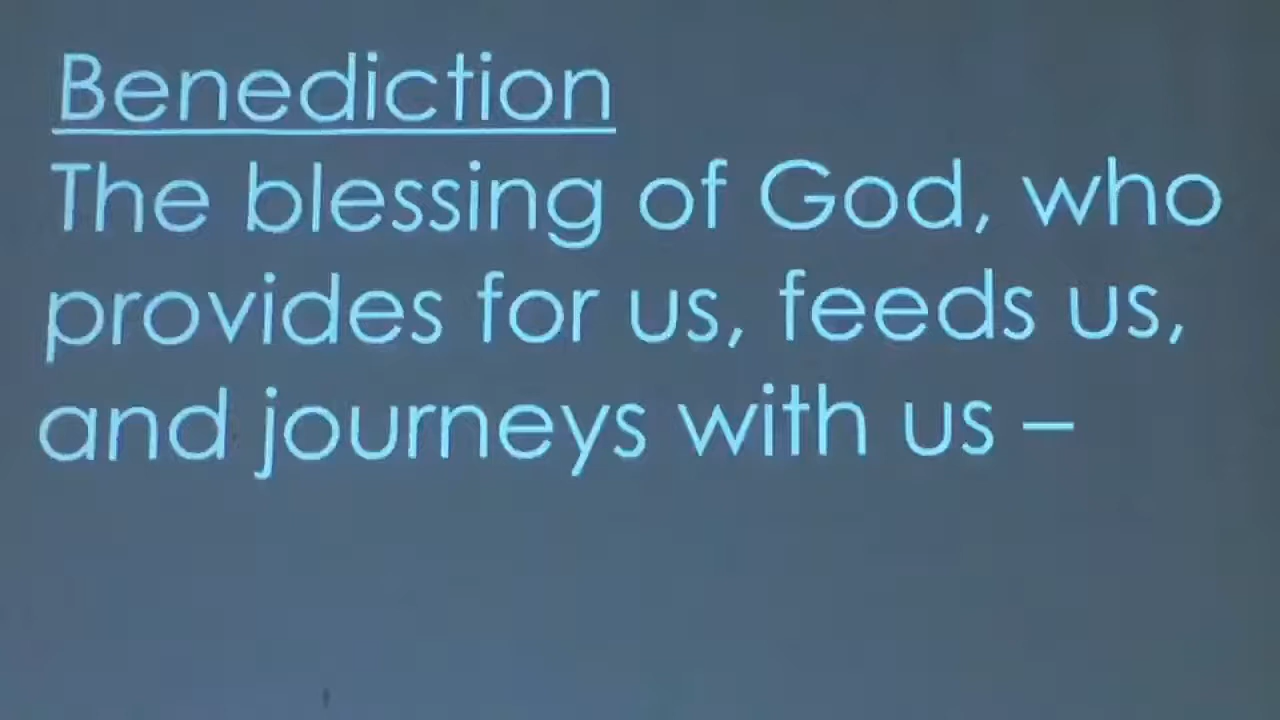 Benediction
The blessing of God, who
provides for us, feeds us,
and journeys with us –